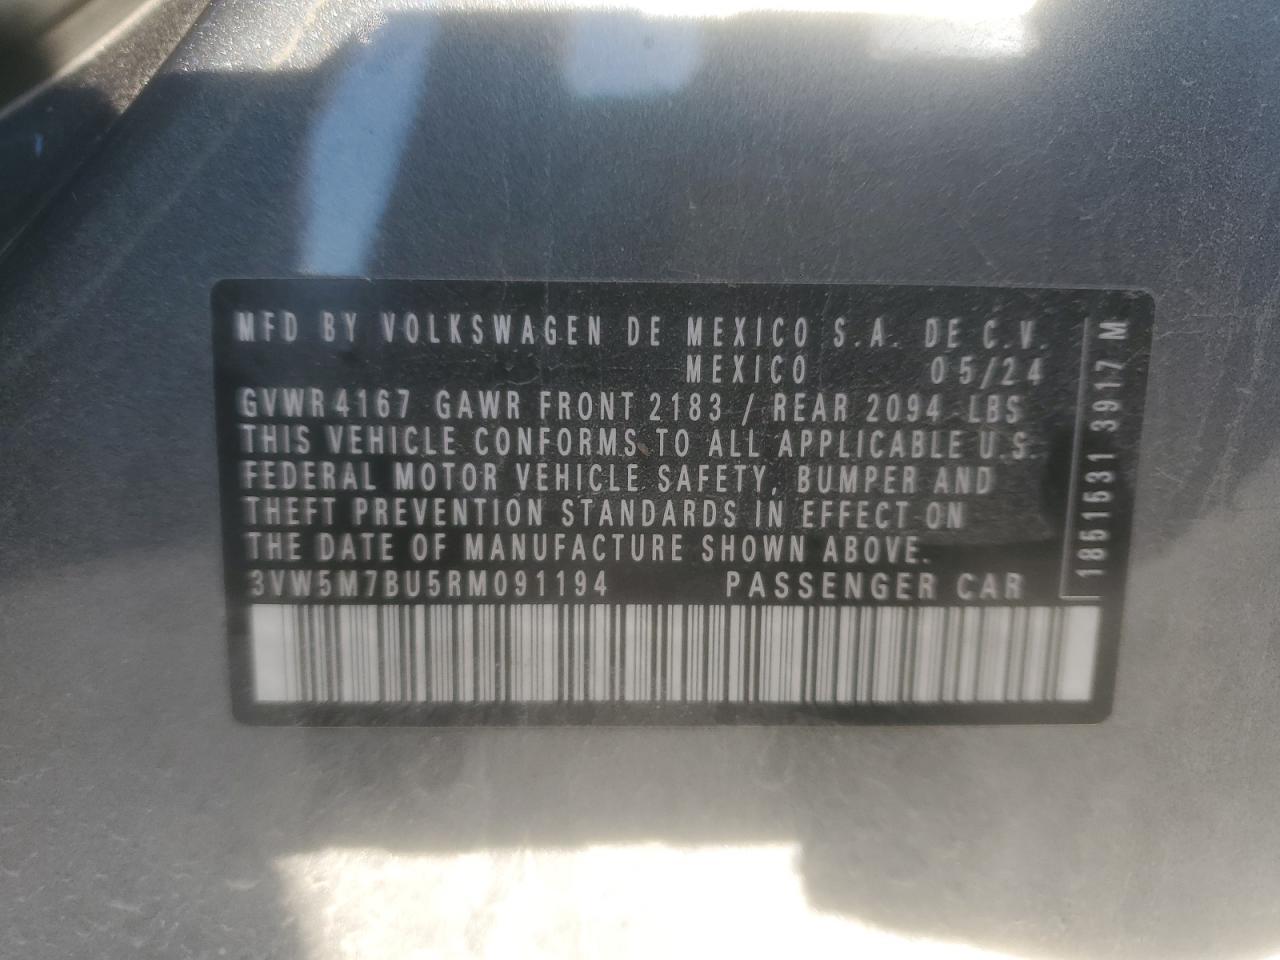 MFD BY VOLKSWAGEN DE MEXICO S.A. DE C.V.
MEXICO 05/24
GVWR 4167 GAWR FRONT 2183 / REAR 2094 LBS
THIS VEHICLE CONFORMS TO ALL APPLICABLE U.S.
FEDERAL MOTOR VEHICLE SAFETY, BUMPER AND
THEFT PREVENTION STANDARDS IN EFFECT ON
THE DATE OF MANUFACTURE SHOWN ABOVE.
3VW5M7BU5RM091194 PASSENGER CAR
1851531 3917 M